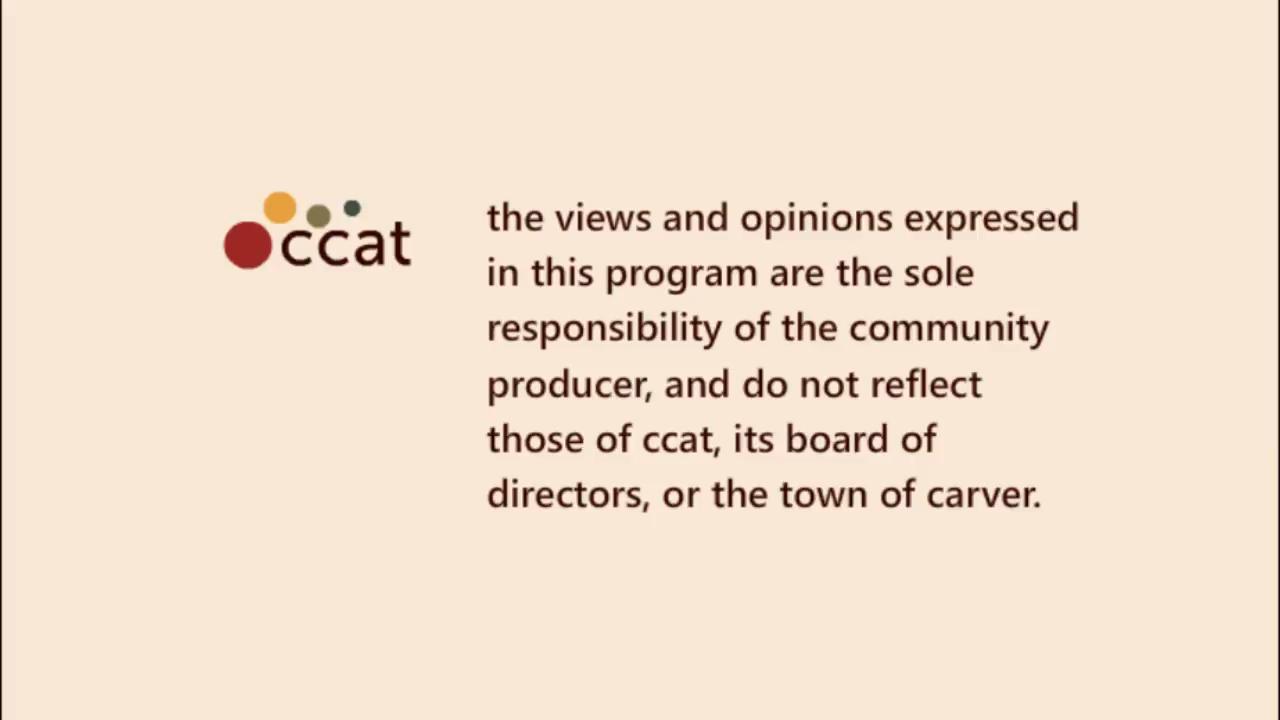 ccat
the views and opinions expressed
in this program are the sole
responsibility of the community
producer, and do not reflect
those of ccat, its board of
directors, or the town of carver.